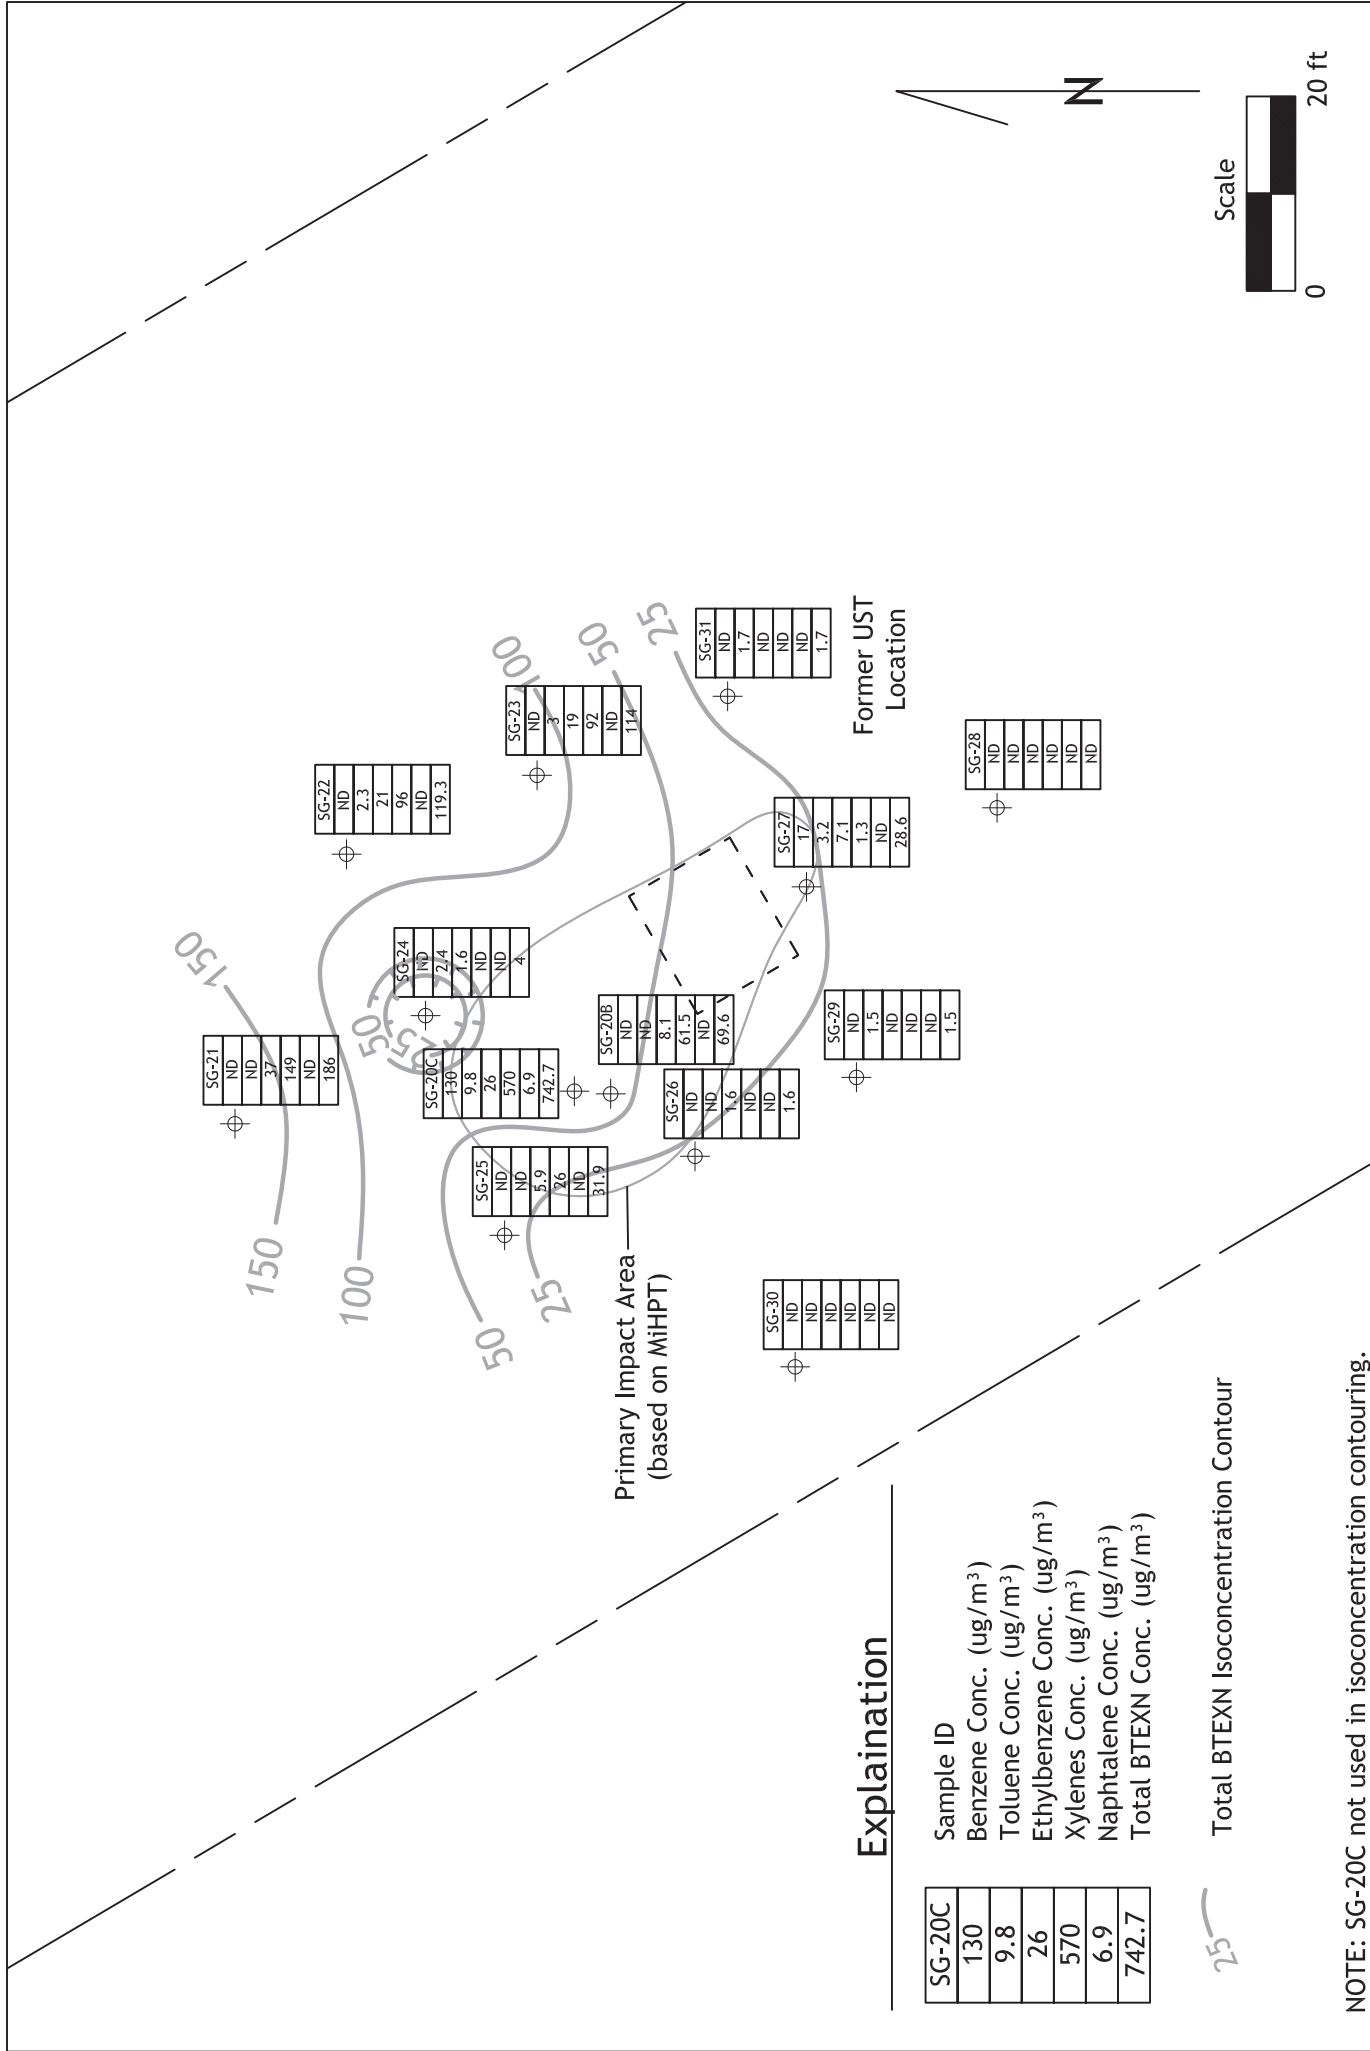 150
150
100
100
50
50
25
25
50
25
SG-21
ND
ND
37
149
ND
186
SG-22
ND
2.3
21
96
ND
119.3
SG-24
ND
2.4
1.6
ND
ND
4
SG-20C
130
9.8
26
570
6.9
742.7
SG-25
ND
ND
5.9
26
ND
31.9
SG-23
ND
3
19
92
ND
114
SG-20B
ND
ND
8.1
61.5
ND
69.6
SG-26
ND
ND
1.6
ND
ND
1.6
SG-31
ND
1.7
ND
ND
ND
1.7
SG-27
17
3.2
7.1
1.3
ND
28.6
SG-30
ND
ND
ND
ND
ND
ND
SG-29
ND
1.5
ND
ND
ND
1.5
SG-28
ND
ND
ND
ND
ND
ND
Primary Impact Area
(based on MiHPT)
Former UST
Location
N
Scale
0
20 ft
Explaination
SG-20C
Sample ID
130
Benzene Conc. (ug/m³)
9.8
Toluene Conc. (ug/m³)
26
Ethylbenzene Conc. (ug/m³)
570
Xylenes Conc. (ug/m³)
6.9
Naphtalene Conc. (ug/m³)
742.7
Total BTEXN Conc. (ug/m³)
25
Total BTEXN Isoconcentration Contour
NOTE: SG-20C not used in isoconcentration contouring.